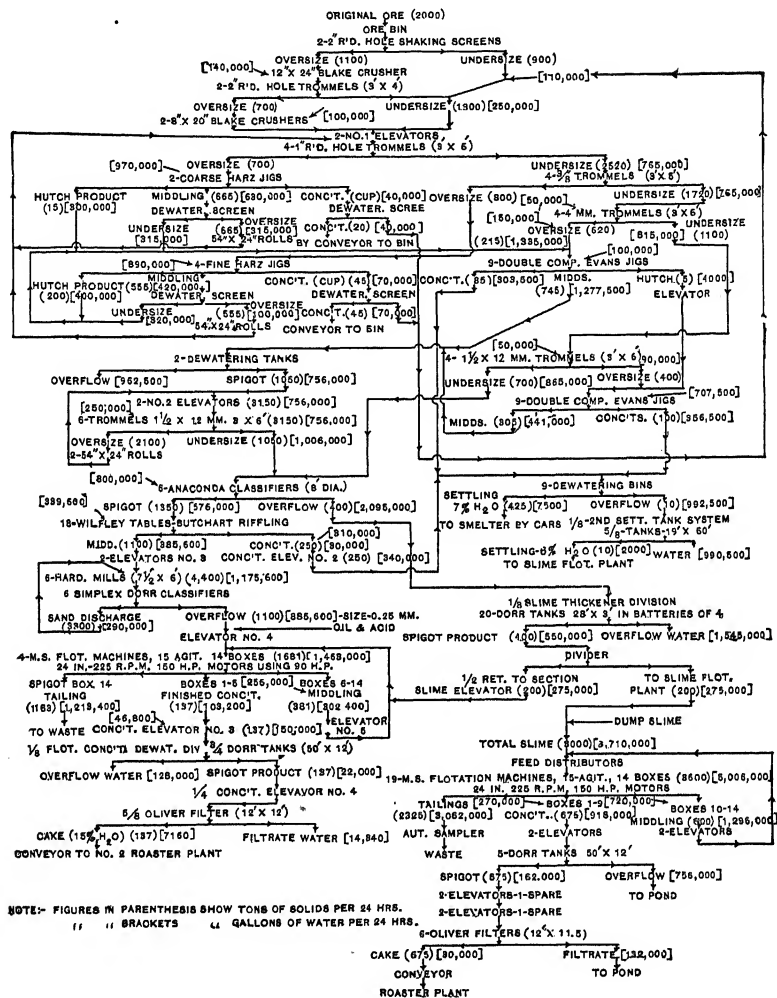 ORIGINAL ORE (2000)
ORE BIN
2-2" R'D. HOLE SHAKING SCREENS
OVERSIZE (1100) UNDERSIZE (900)
[140,000] 12" X 24" BLAKE CRUSHER [110,000]
2-2" R'D. HOLE TROMMELS (3' X 4')
OVERSIZE (700) UNDERSIZE (1300) [250,000]
2-8" X 20" BLAKE CRUSHERS [100,000]
2-NO.1 ELEVATORS
4-1" R'D. HOLE TROMMELS (3' X 6')
[970,000] OVERSIZE (700) UNDERSIZE (2520) [765,000]
2-COARSE HARZ JIGS 4-3/8 TROMMELS (3' X 5')
HUTCH PRODUCT MIDDLING (665) [630,000] CONC'T. (CUP) [40,000] OVERSIZE (800) [50,000] UNDERSIZE (1720) [765,000]
(15) [300,000] DEWATER. SCREEN DEWATER. SCREE [150,000] 4-4 MM. TROMMELS (3' X 6')
UNDERSIZE OVERSIZE (665) [315,000] CONC'T. (20) [40,000] OVERSIZE (620) UNDERSIZE
[315,000] 54" X 24" ROLLS BY CONVEYOR TO BIN (215) [1,335,000] [815,000] (1100)
[890,000] 4-FINE HARZ JIGS [100,000] 9-DOUBLE COMP. EVANS JIGS
MIDDLING CONC'T. (CUP) (45) [70,000] CONC'T. (85) [303,500] MIDDS. HUTCH. (5) [4000]
HUTCH PRODUCT (555) [420,000] (745) [1,277,500] ELEVATOR
(200) [400,000] DEWATER. SCREEN DEWATER. SCREEN
UNDERSIZE OVERSIZE (555) [100,000] CONC'T. (45) [70,000]
[320,000] 54" X 24" ROLLS CONVEYOR TO BIN
[50,000]
2-DEWATERING TANKS 4-1 1/2 X 12 MM. TROMMELS (3' X 6') [90,000]
OVERFLOW [952,500] SPIGOT (1050) [756,000] UNDERSIZE (700) [865,000] OVERSIZE (400)
[250,000] 2-NO.2 ELEVATORS (3150) [756,000] 9-DOUBLE COMP. EVANS JIGS [707,500]
6-TROMMELS 1 1/2 X 12 MM. 3 X 6' (3150) [756,000] MIDDS. (305) [441,000] CONC'TS. (100) [356,500]
OVERSIZE (2100) UNDERSIZE (1050) [1,006,000]
2-54" X 24" ROLLS
[800,000] 5-ANACONDA CLASSIFIERS (8' DIA.) 9-DEWATERING BINS
[389,600] SPIGOT (1350) [576,000] OVERFLOW (400) [2,095,000] SETTLING OVERFLOW (10) [992,500]
7% H2O (425) [7500]
18-WILFLEY TABLES-BUTCHART RIFFLING TO SMELTER BY CARS 1/8-2ND SETT. TANK SYSTEM
[310,000] 5/8-TANKS-19' X 60'
MIDD. (1100) [385,600] CONC'T. (250) [30,000] SETTLING-6% H2O (10) [2000] WATER [990,500]
2-ELEVATORS NO. 3 CONC'T. ELEV. NO. 2 (250) [340,000] TO SLIME FLOT. PLANT
6-HARD. MILLS (7 1/2 X 6') (4,400) [1,175,600]
6 SIMPLEX DORR CLASSIFIERS
SAND DISCHARGE OVERFLOW (1100) [885,600]-SIZE-0.25 MM. 1/3 SLIME THICKENER DIVISION
(3300) [290,000] OIL & ACID 20-DORR TANKS 28' X 3' IN BATTERIES OF 4
ELEVATOR NO. 4 SPIGOT PRODUCT (400) [550,000] OVERFLOW WATER [1,545,000]
4-M.S. FLOT. MACHINES, 15 AGIT. 14 BOXES (1681) [1,463,000] DIVIDER
24 IN.-225 R.P.M. 150 H.P. MOTORS USING 90 H.P.
SPIGOT BOX 14 BOXES 1-5 [256,000] BOXES 6-14 1/2 RET. TO SECTION TO SLIME FLOT.
TAILING FINISHED CONC'T. MIDDLING SLIME ELEVATOR (200) [275,000] PLANT (200) [275,000]
(1163) [1,213,400] (137) [103,200] (381) [302,400] DUMP SLIME
[46,800] ELEVATOR NO. 5
TO WASTE CONC'T. ELEVATOR NO. 3 (137) [150,000] TOTAL SLIME (3000) [3,710,000]
1/8 FLOT. CONC'T. DEWAT. DIV 3/4 DORR TANKS (50' X 12') FEED DISTRIBUTORS
OVERFLOW WATER [128,000] SPIGOT PRODUCT (137) [22,000] 19-M.S. FLOTATION MACHINES, 15-AGIT., 14 BOXES (3600) [5,006,000]
1/4 CONC'T. ELEVAYOR NO. 4 24 IN. 225 R.P.M. 150 H.P. MOTORS
5/8 OLIVER FILTER (12' X 12') TAILINGS [270,000] BOXES 1-9 [720,000] BOXES 10-14
(2325) [3,052,000] CONC'T. (675) [918,000] MIDDLING (600) [1,296,000]
CAKE (15% H2O) (137) [7160] FILTRATE WATER [14,840] AUT. SAMPLER 2-ELEVATORS 2-ELEVATORS
CONVEYOR TO NO. 2 ROASTER PLANT WASTE 5-DORR TANKS 50' X 12'
SPIGOT (675) [162.000] OVERFLOW [756,000]
2-ELEVATORS-1-SPARE TO POND
NOTE:- FIGURES IN PARENTHESIS SHOW TONS OF SOLIDS PER 24 HRS. 2-ELEVATORS-1-SPARE
" " BRACKETS " GALLONS OF WATER PER 24 HRS. 6-OLIVER FILTERS (12' X 11.5)
CAKE (675) [30,000] FILTRATE [132,000]
CONVEYOR TO POND
ROASTER PLANT